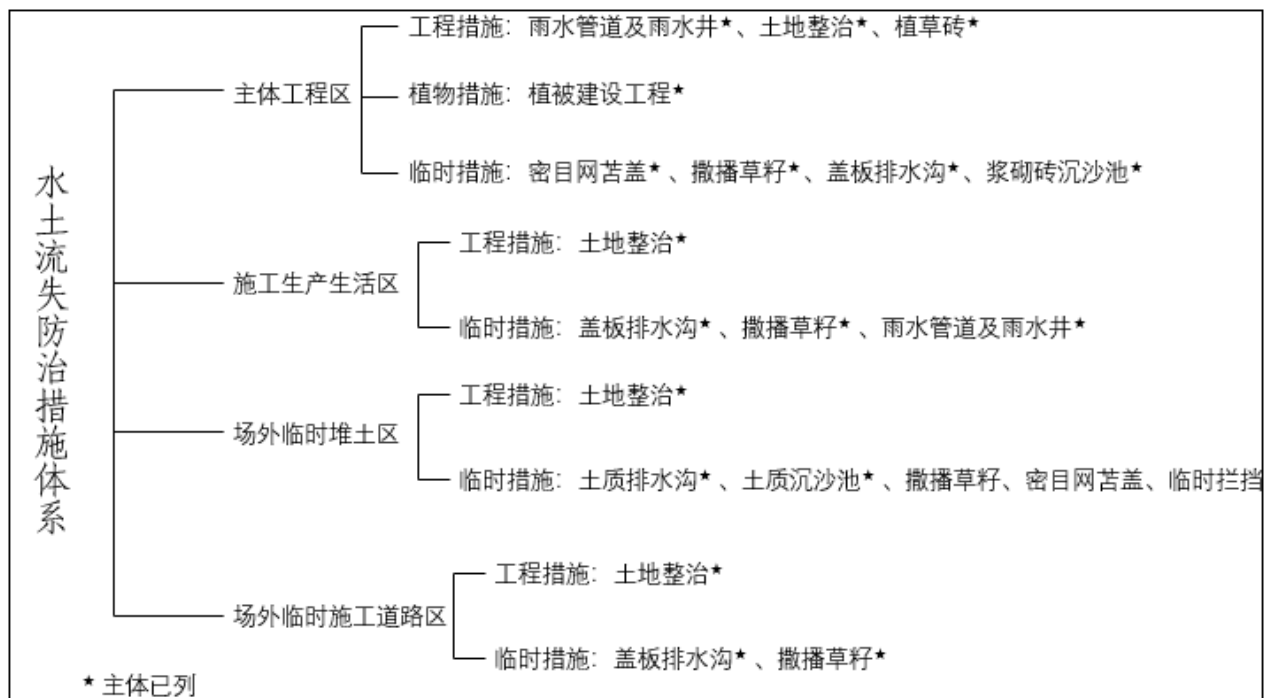 水土流失防治措施体系
主体工程区
工程措施：雨水管道及雨水井★、土地整治★、植草砖★
植物措施：植被建设工程★
临时措施：密目网苫盖★、撒播草籽★、盖板排水沟★、浆砌砖沉沙池★
施工生产生活区
工程措施：土地整治★
临时措施：盖板排水沟★、撒播草籽★、雨水管道及雨水井★
场外临时堆土区
工程措施：土地整治★
临时措施：土质排水沟★、土质沉沙池★、撒播草籽、密目网苫盖、临时拦挡
场外临时施工道路区
工程措施：土地整治★
临时措施：盖板排水沟★、撒播草籽★
★ 主体已列